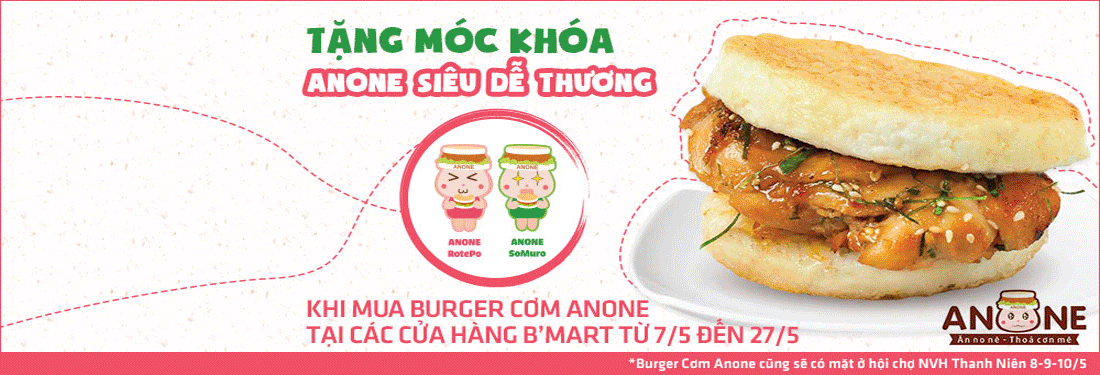 TẶNG MÓC KHÓA
ANONE SIÊU DỄ THƯƠNG
ANONE
ANONE
ANONE
RotePo
ANONE
SoMuro
KHI MUA BURGER CƠM ANONE
TẠI CÁC CỬA HÀNG B'MART TỪ 7/5 ĐẾN 27/5
ANONE
Ăn no nê - Thoả cơn mê
*Burger Cơm Anone cũng sẽ có mặt ở hội chợ NVH Thanh Niên 8-9-10/5